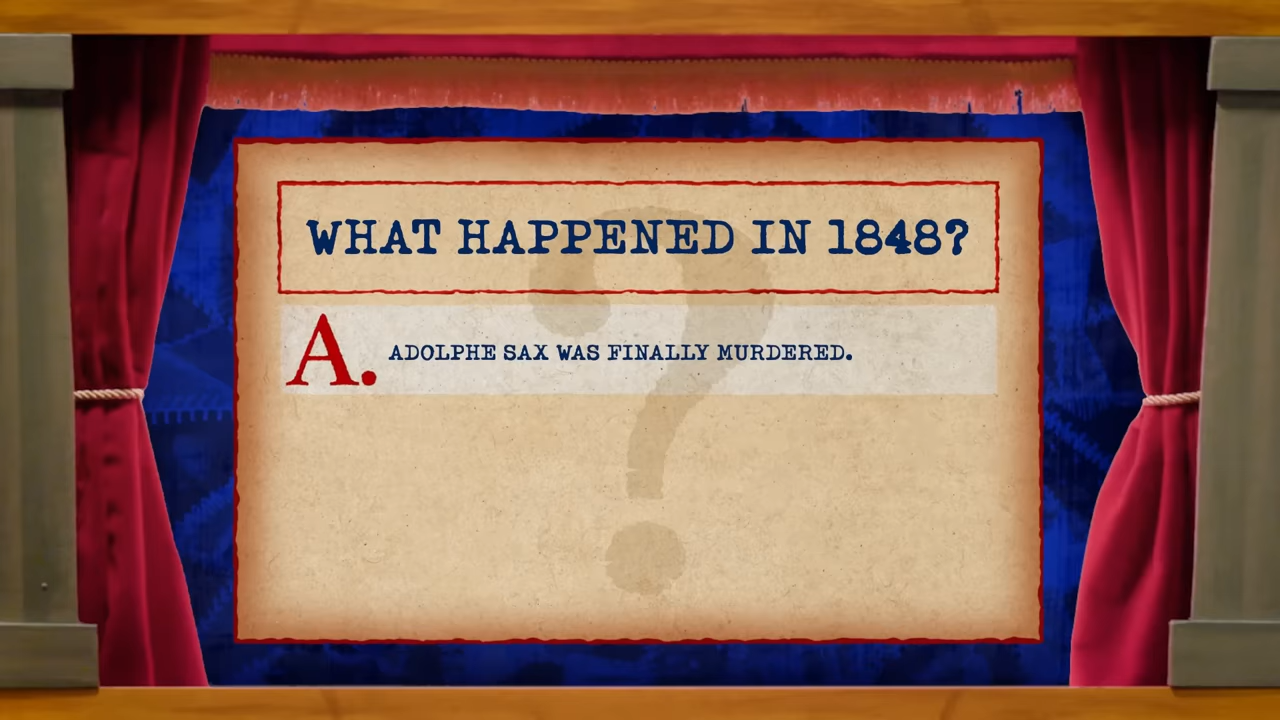 WHAT HAPPENED IN 1848?
A. ADOLPHE SAX WAS FINALLY MURDERED.